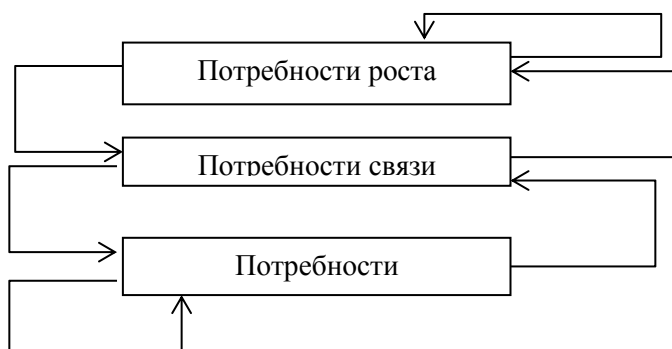 Потребности роста
Потребности связи
Потребности